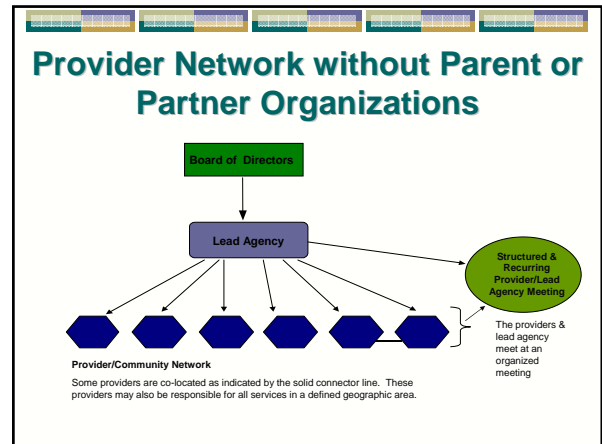 Provider Network without Parent or
Partner Organizations
Board of Directors
Lead Agency
Structured &
Recurring
Provider/Lead
Agency Meeting
The providers &
lead agency
meet at an
organized
meeting
Provider/Community Network
Some providers are co-located as indicated by the solid connector line. These
providers may also be responsible for all services in a defined geographic area.